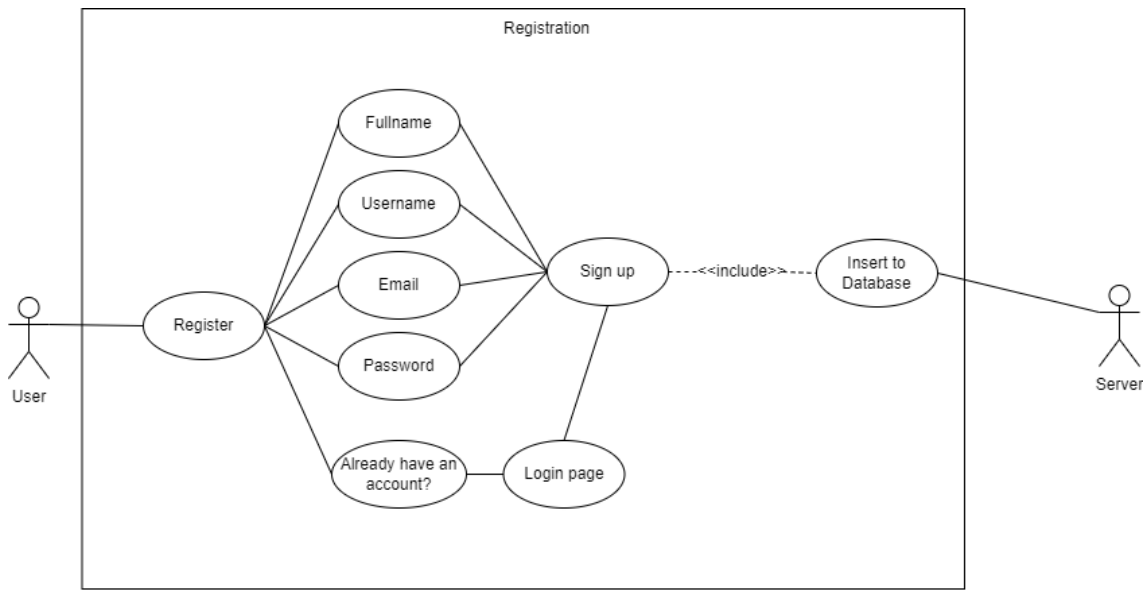 Registration
Fullname
Username
Email
Password
Already have an
account?
Register
User
Sign up
Login page
<<include>>
Insert to
Database
Server